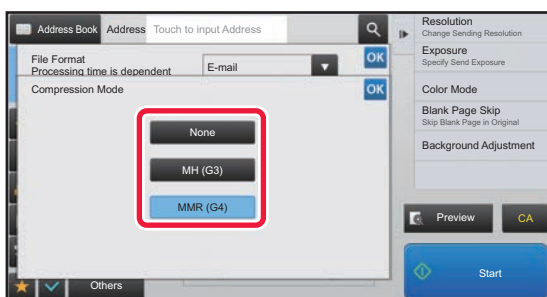 Address Book
Address
Touch to input Address
File Format
Processing time is dependent
E-mail
OK
Compression Mode
OK
None
MH (G3)
MMR (G4)
Others
Resolution
Change Sending Resolution
Exposure
Specify Send Exposure
Color Mode
Blank Page Skip
Skip Blank Page in Original
Background Adjustment
Preview
CA
Start